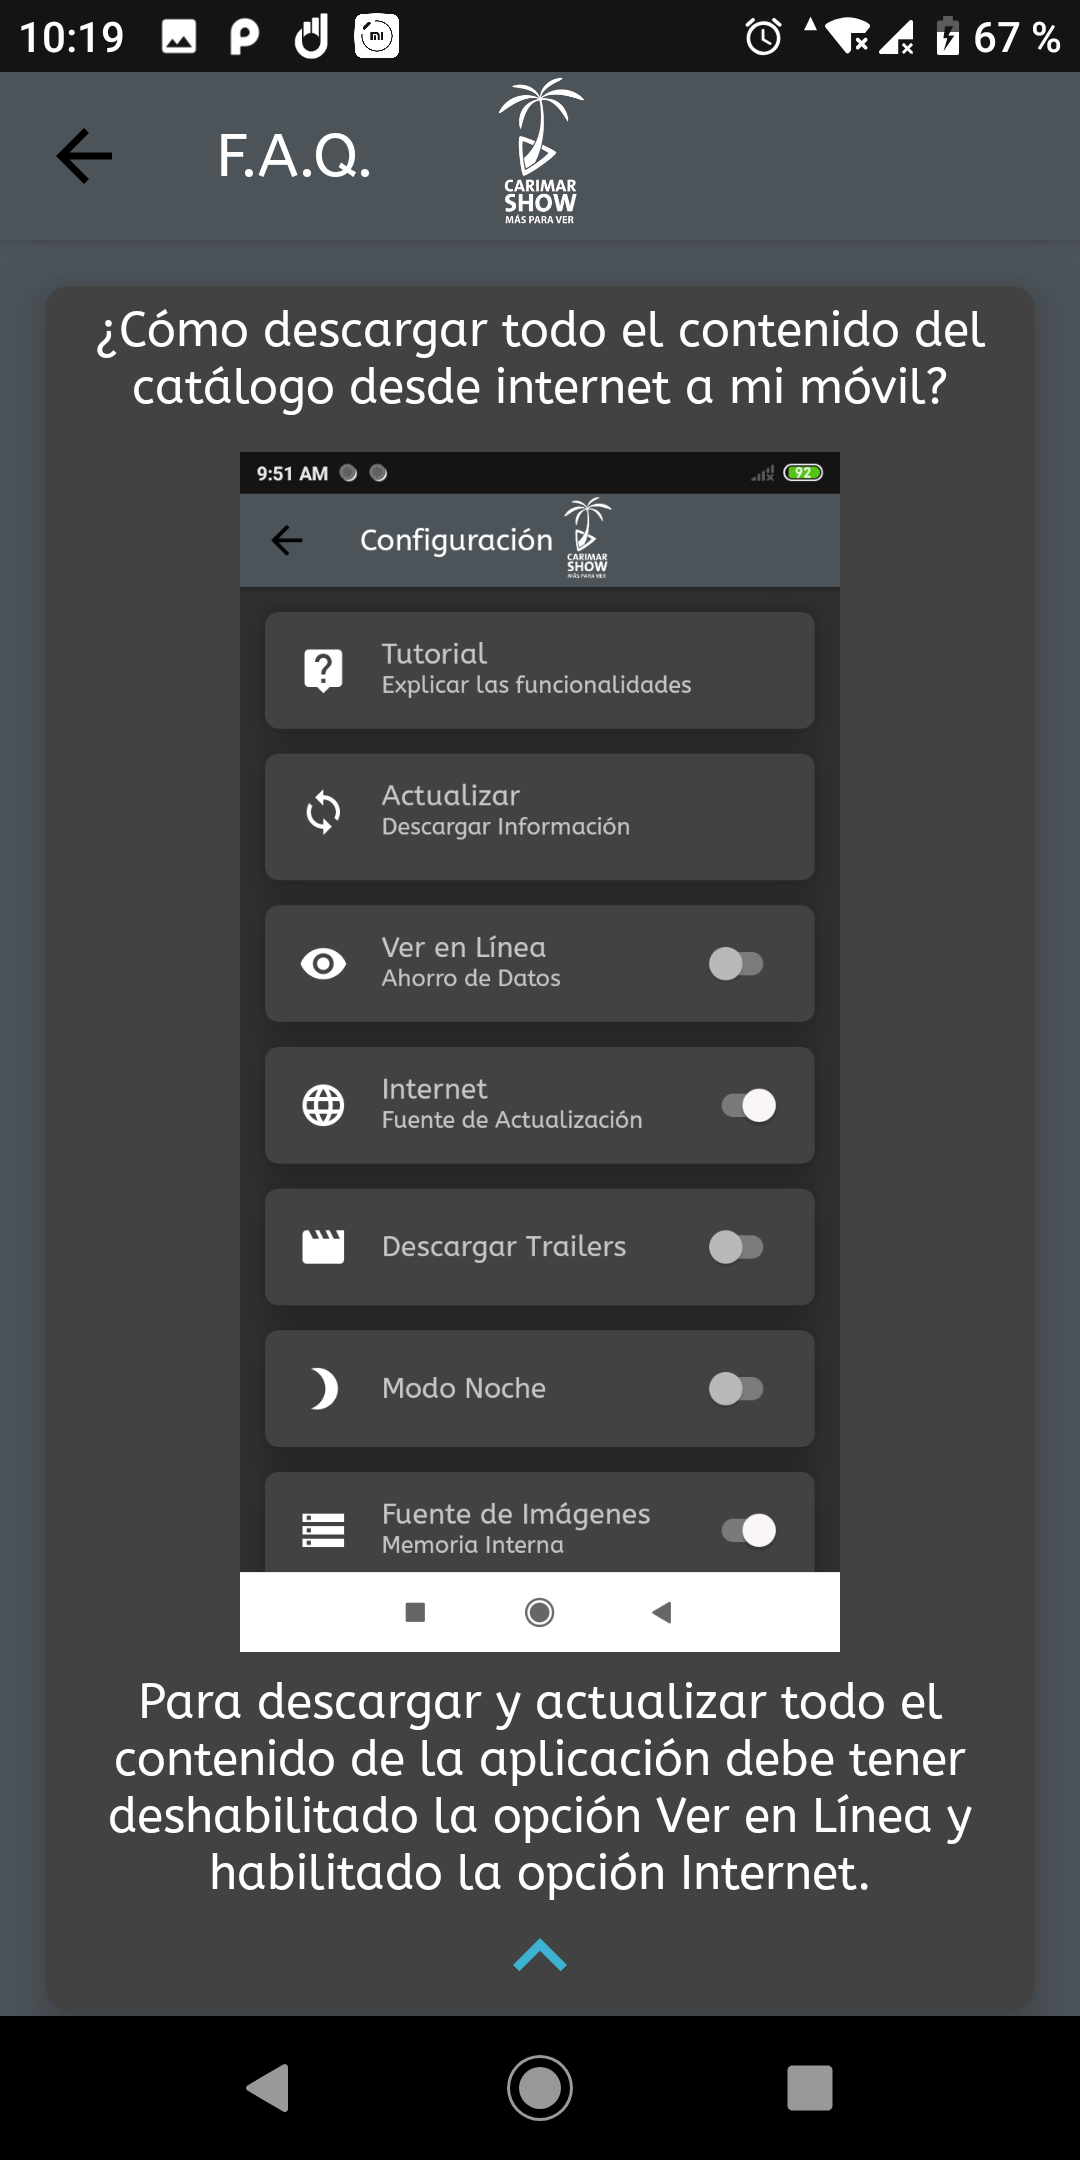 10:19
67 %
F.A.Q.
CARIMAR
SHOW
MÁS PARA VER
¿Cómo descargar todo el contenido del
catálogo desde internet a mi móvil?
9:51 AM
92
Configuración
CARIMAR
SHOW
MÁS PARA VER
Tutorial
Explicar las funcionalidades
Actualizar
Descargar Información
Ver en Línea
Ahorro de Datos
Internet
Fuente de Actualización
Descargar Trailers
Modo Noche
Fuente de Imágenes
Memoria Interna
Para descargar y actualizar todo el
contenido de la aplicación debe tener
deshabilitado la opción Ver en Línea y
habilitado la opción Internet.